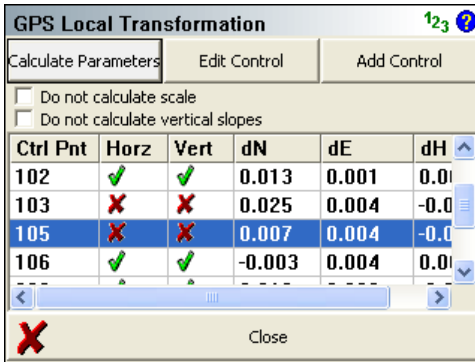 GPS Local Transformation 123 ?
Calculate Parameters Edit Control Add Control
Do not calculate scale
Do not calculate vertical slopes
Ctrl Pnt Horz Vert dN dE dH
102 0.013 0.001
103 0.025 0.004
105 0.007 0.004
106 -0.003 0.004
Close